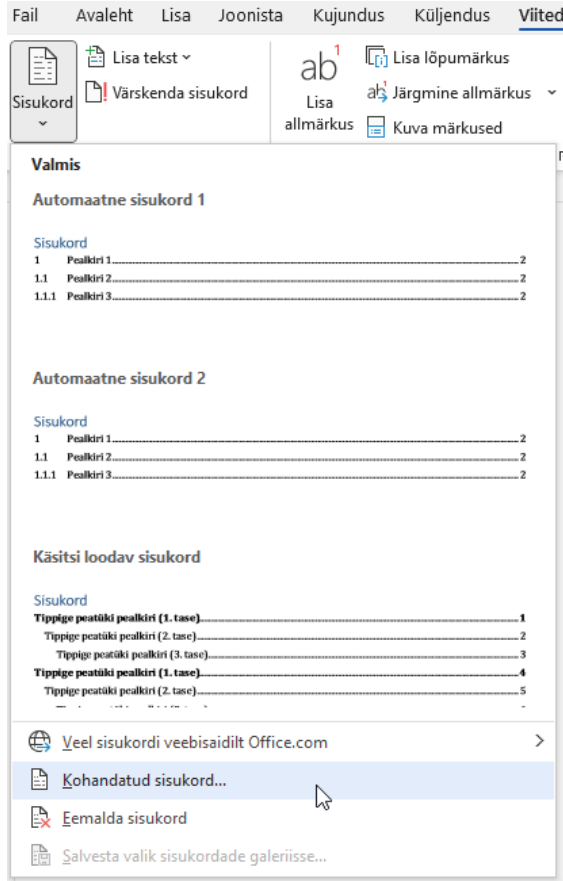 Fail Avaleht Lisa Joonista Kujundus Küljendus Viited
Sisukord
Lisa tekst
Värskenda sisukord
ab1
Lisa allmärkus
Lisa lõpumärkus
Järgmine allmärkus
Kuva märkused
Valmis
Automaatne sisukord 1
Sisukord
1 Pealkiri 1 2
1.1 Pealkiri 2 2
1.1.1 Pealkiri 3 2
Automaatne sisukord 2
Sisukord
1 Pealkiri 1 2
1.1 Pealkiri 2 2
1.1.1 Pealkiri 3 2
Käsitsi loodav sisukord
Sisukord
Tippige peatüki pealkiri (1. tase) 1
Tippige peatüki pealkiri (2. tase) 2
Tippige peatüki pealkiri (3. tase) 3
Tippige peatüki pealkiri (1. tase) 4
Tippige peatüki pealkiri (2. tase) 5
Veel sisukordi veebisaidilt Office.com
Kohandatud sisukord...
Eemalda sisukord
Salvesta valik sisukordade galeriisse...